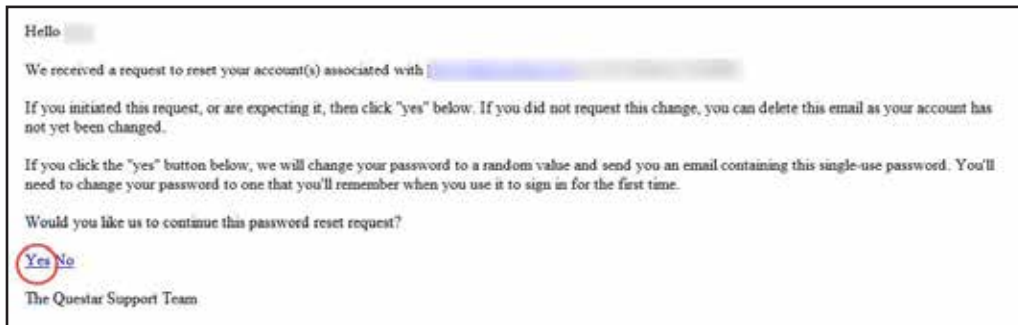 Hello
We received a request to reset your account(s) associated with
If you initiated this request, or are expecting it, then click "yes" below. If you did not request this change, you can delete this email as your account has
not yet been changed.
If you click the "yes" button below, we will change your password to a random value and send you an email containing this single-use password. You'll
need to change your password to one that you'll remember when you use it to sign in for the first time.
Would you like us to continue this password reset request?
Yes No
The Questar Support Team